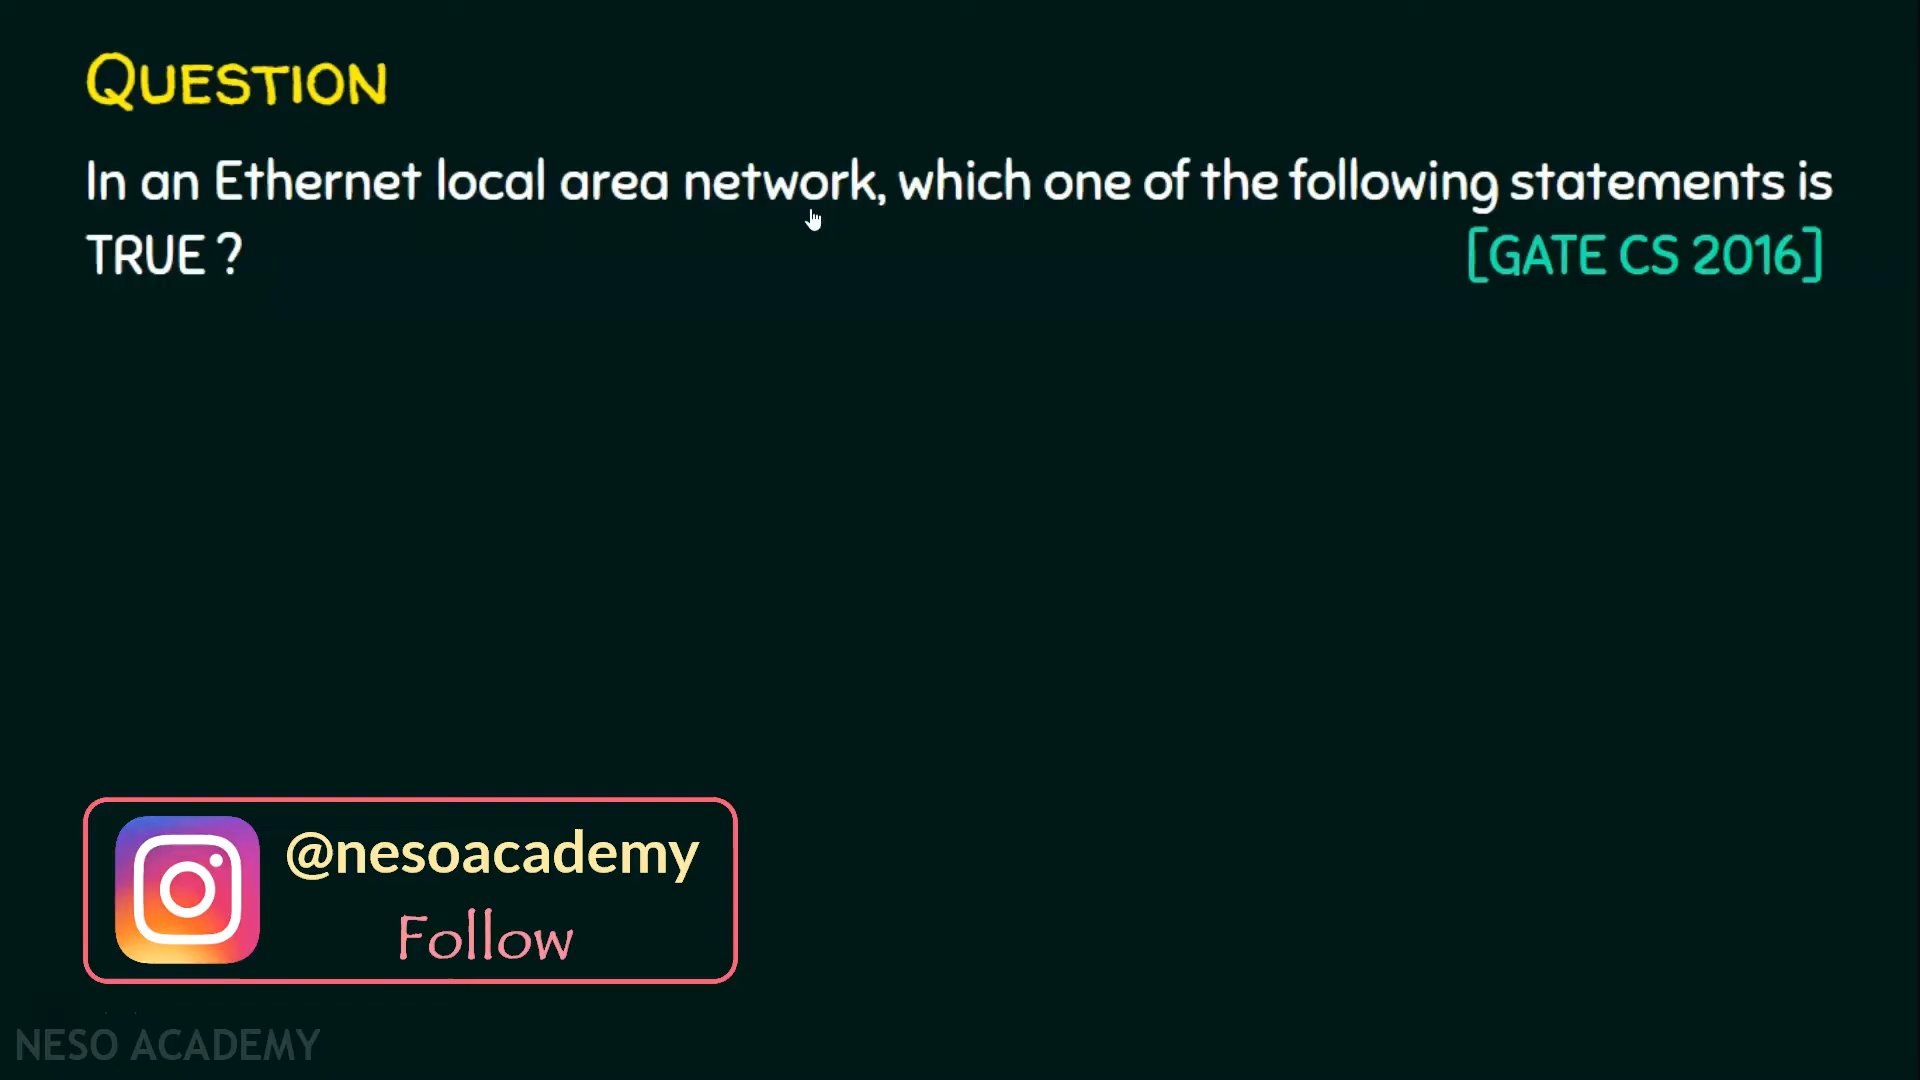 QUESTION
In an Ethernet local area network, which one of the following statements is
TRUE ? [GATE CS 2016]
@nesoacademy
Follow
NESO ACADEMY